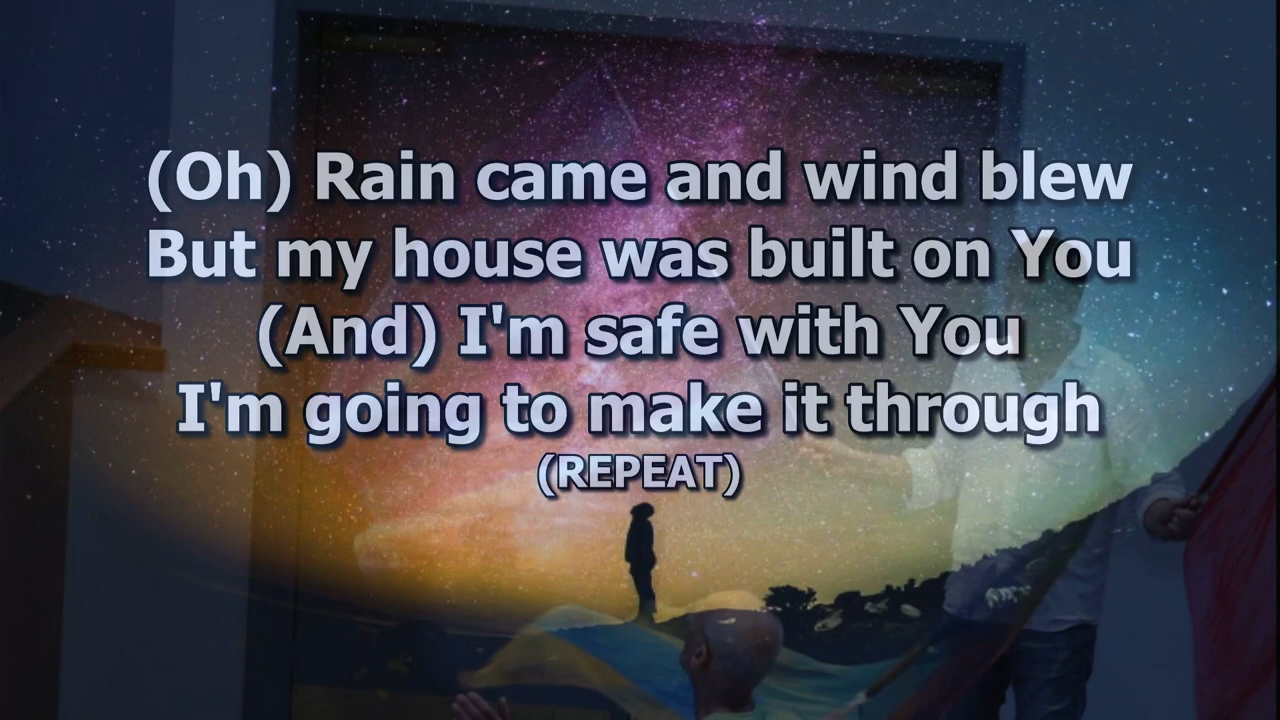 (Oh) Rain came and wind blew
But my house was built on You
(And) I'm safe with You
I'm going to make it through
(REPEAT)